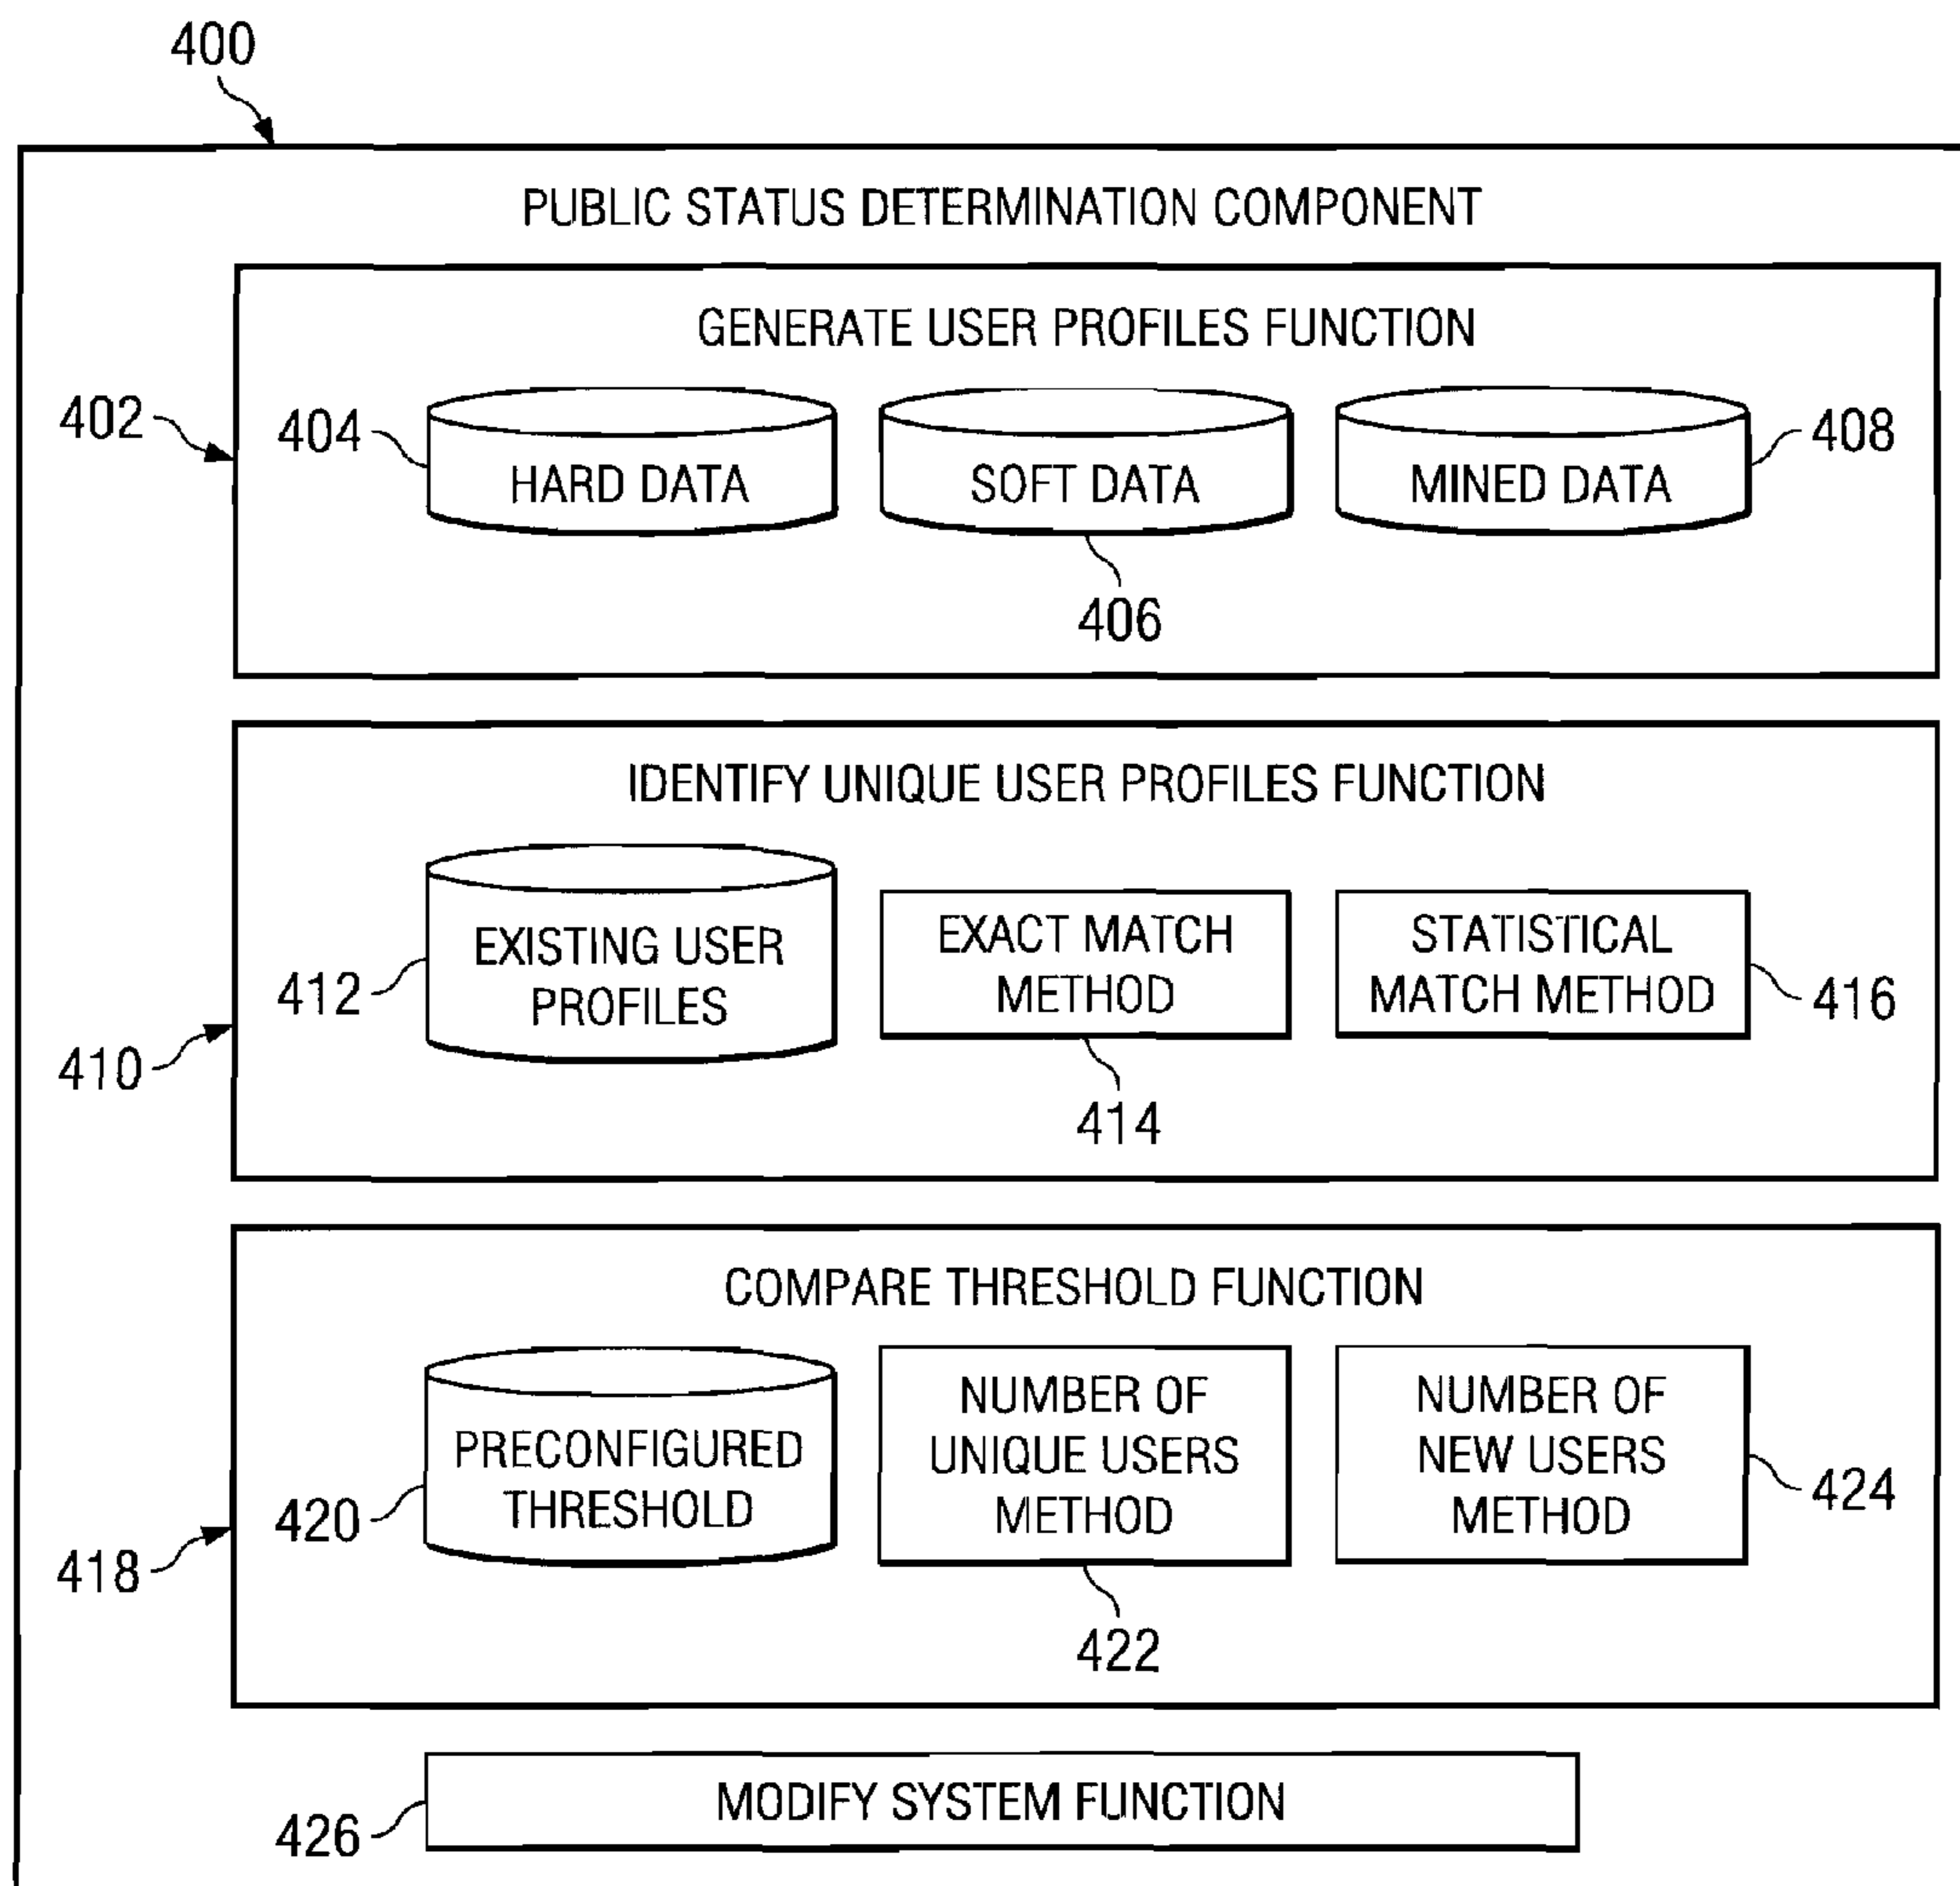 400
PUBLIC STATUS DETERMINATION COMPONENT
GENERATE USER PROFILES FUNCTION
402
404
HARD DATA
SOFT DATA
MINED DATA
408
406
IDENTIFY UNIQUE USER PROFILES FUNCTION
410
412
EXISTING USER
PROFILES
EXACT MATCH
METHOD
STATISTICAL
MATCH METHOD
416
414
COMPARE THRESHOLD FUNCTION
418
420
PRECONFIGURED
THRESHOLD
NUMBER OF
UNIQUE USERS
METHOD
NUMBER OF
NEW USERS
METHOD
424
422
426
MODIFY SYSTEM FUNCTION